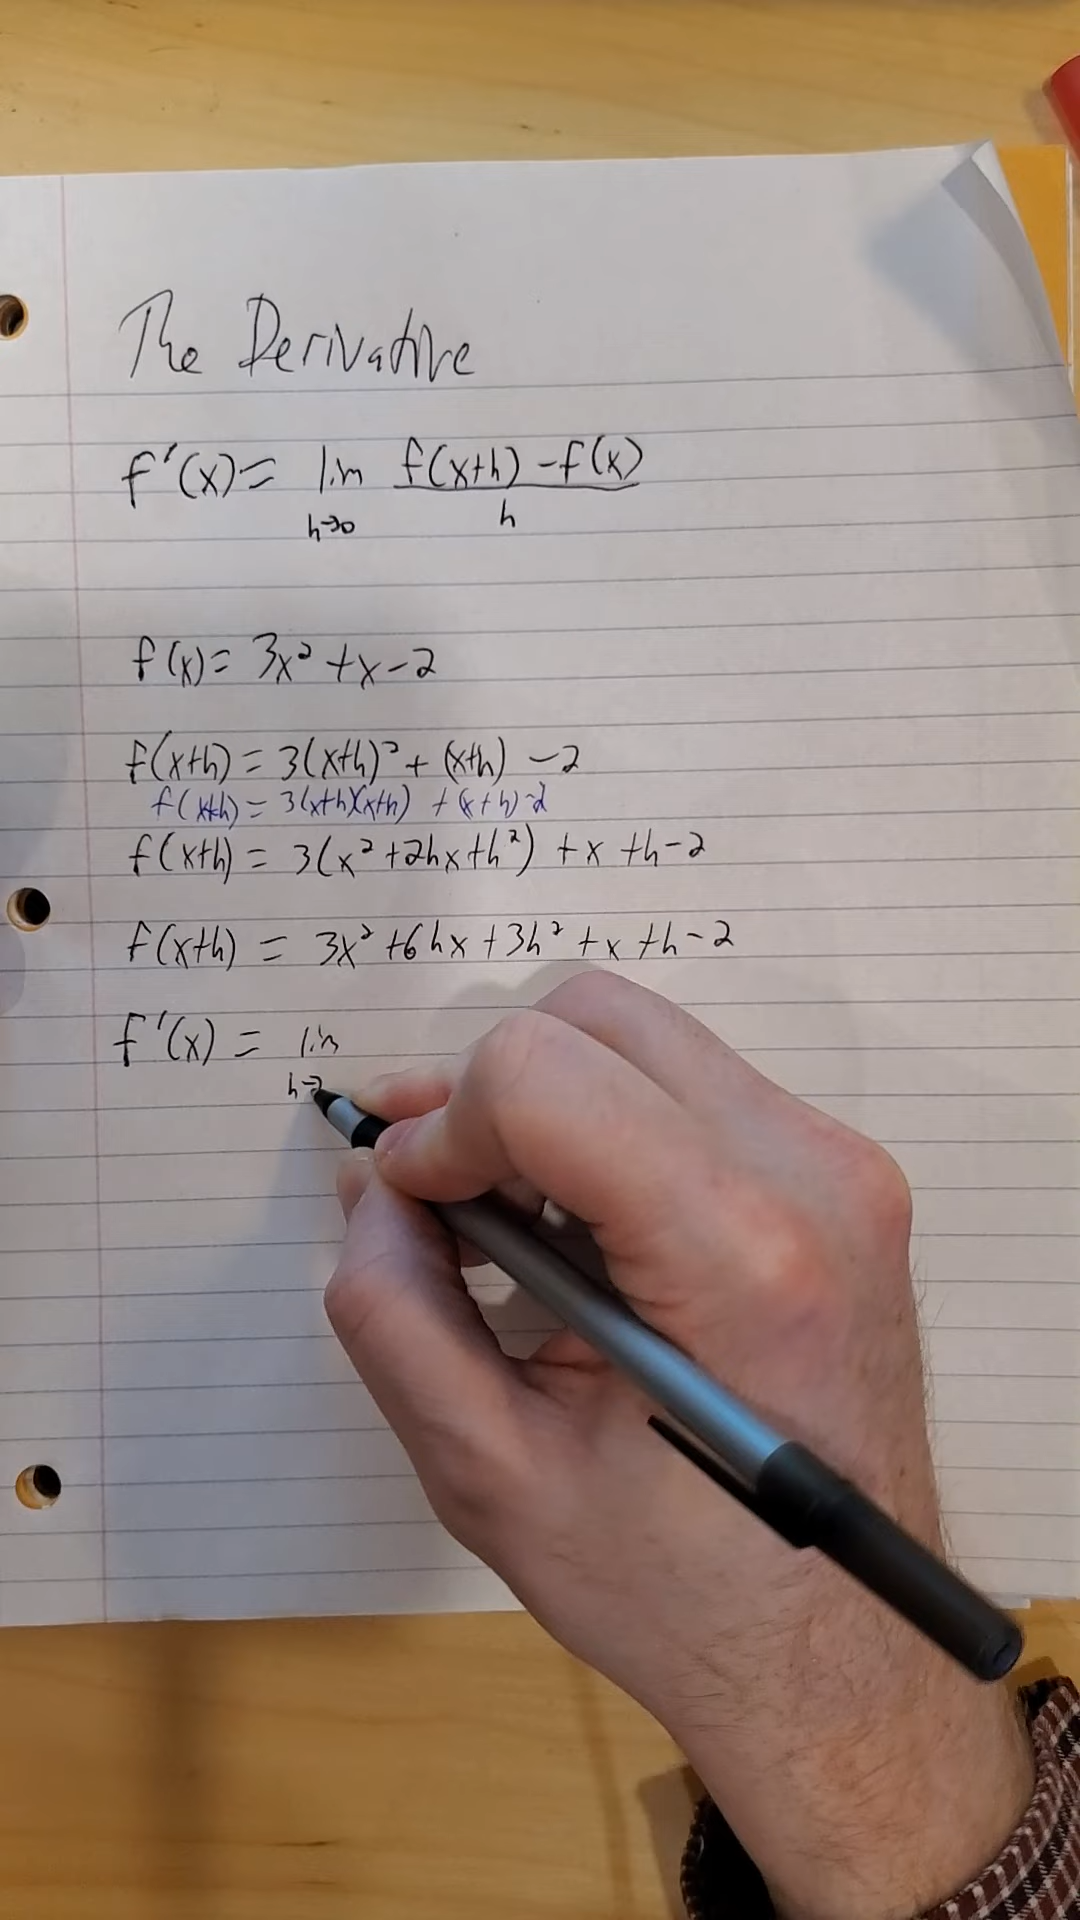 The Derivative
f'(x) = lim f(x+h) - f(x)
h→0 h
f(x) = 3x² + x - 2
f(x+h) = 3(x+h)² + (x+h) - 2
f(x+h) = 3(x+h)(x+h) + (x+h) - 2
f(x+h) = 3(x² + 2hx + h²) + x + h - 2
f(x+h) = 3x² + 6hx + 3h² + x + h - 2
f'(x) = lim
h→